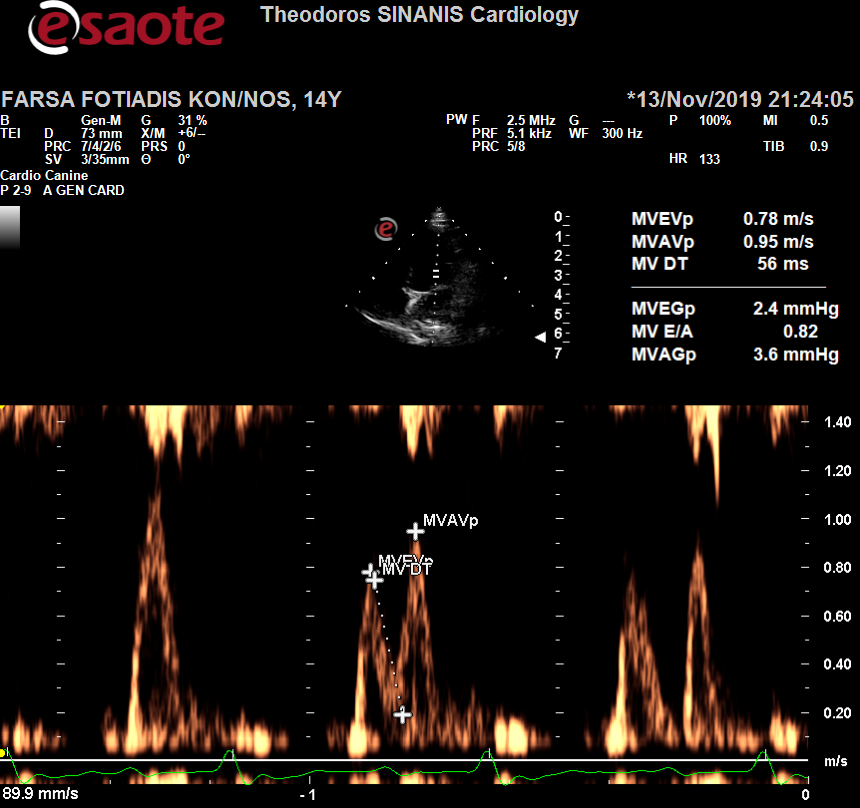 esaote
Theodoros SINANIS Cardiology
FARSA FOTIADIS KON/NOS, 14Y
*13/Nov/2019 21:24:05
B Gen-M G 31 %
TEI D 73 mm X/M +6/--
PRC 7/4/2/6 PRS 0
SV 3/35mm Θ 0°
Cardio Canine
P 2-9 A GEN CARD
PW F 2.5 MHz G ---
PRF 5.1 kHz WF 300 Hz
PRC 5/8
P 100% MI 0.5
TIB 0.9
HR 133
e
0
1
2
3
4
5
6
7
MVEVp 0.78 m/s
MVAVp 0.95 m/s
MV DT 56 ms
MVEGp 2.4 mmHg
MV E/A 0.82
MVAGp 3.6 mmHg
1.40
1.20
1.00
0.80
0.60
0.40
0.20
m/s
MVAVp
MVEVp
MV DT
89.9 mm/s
-1
0